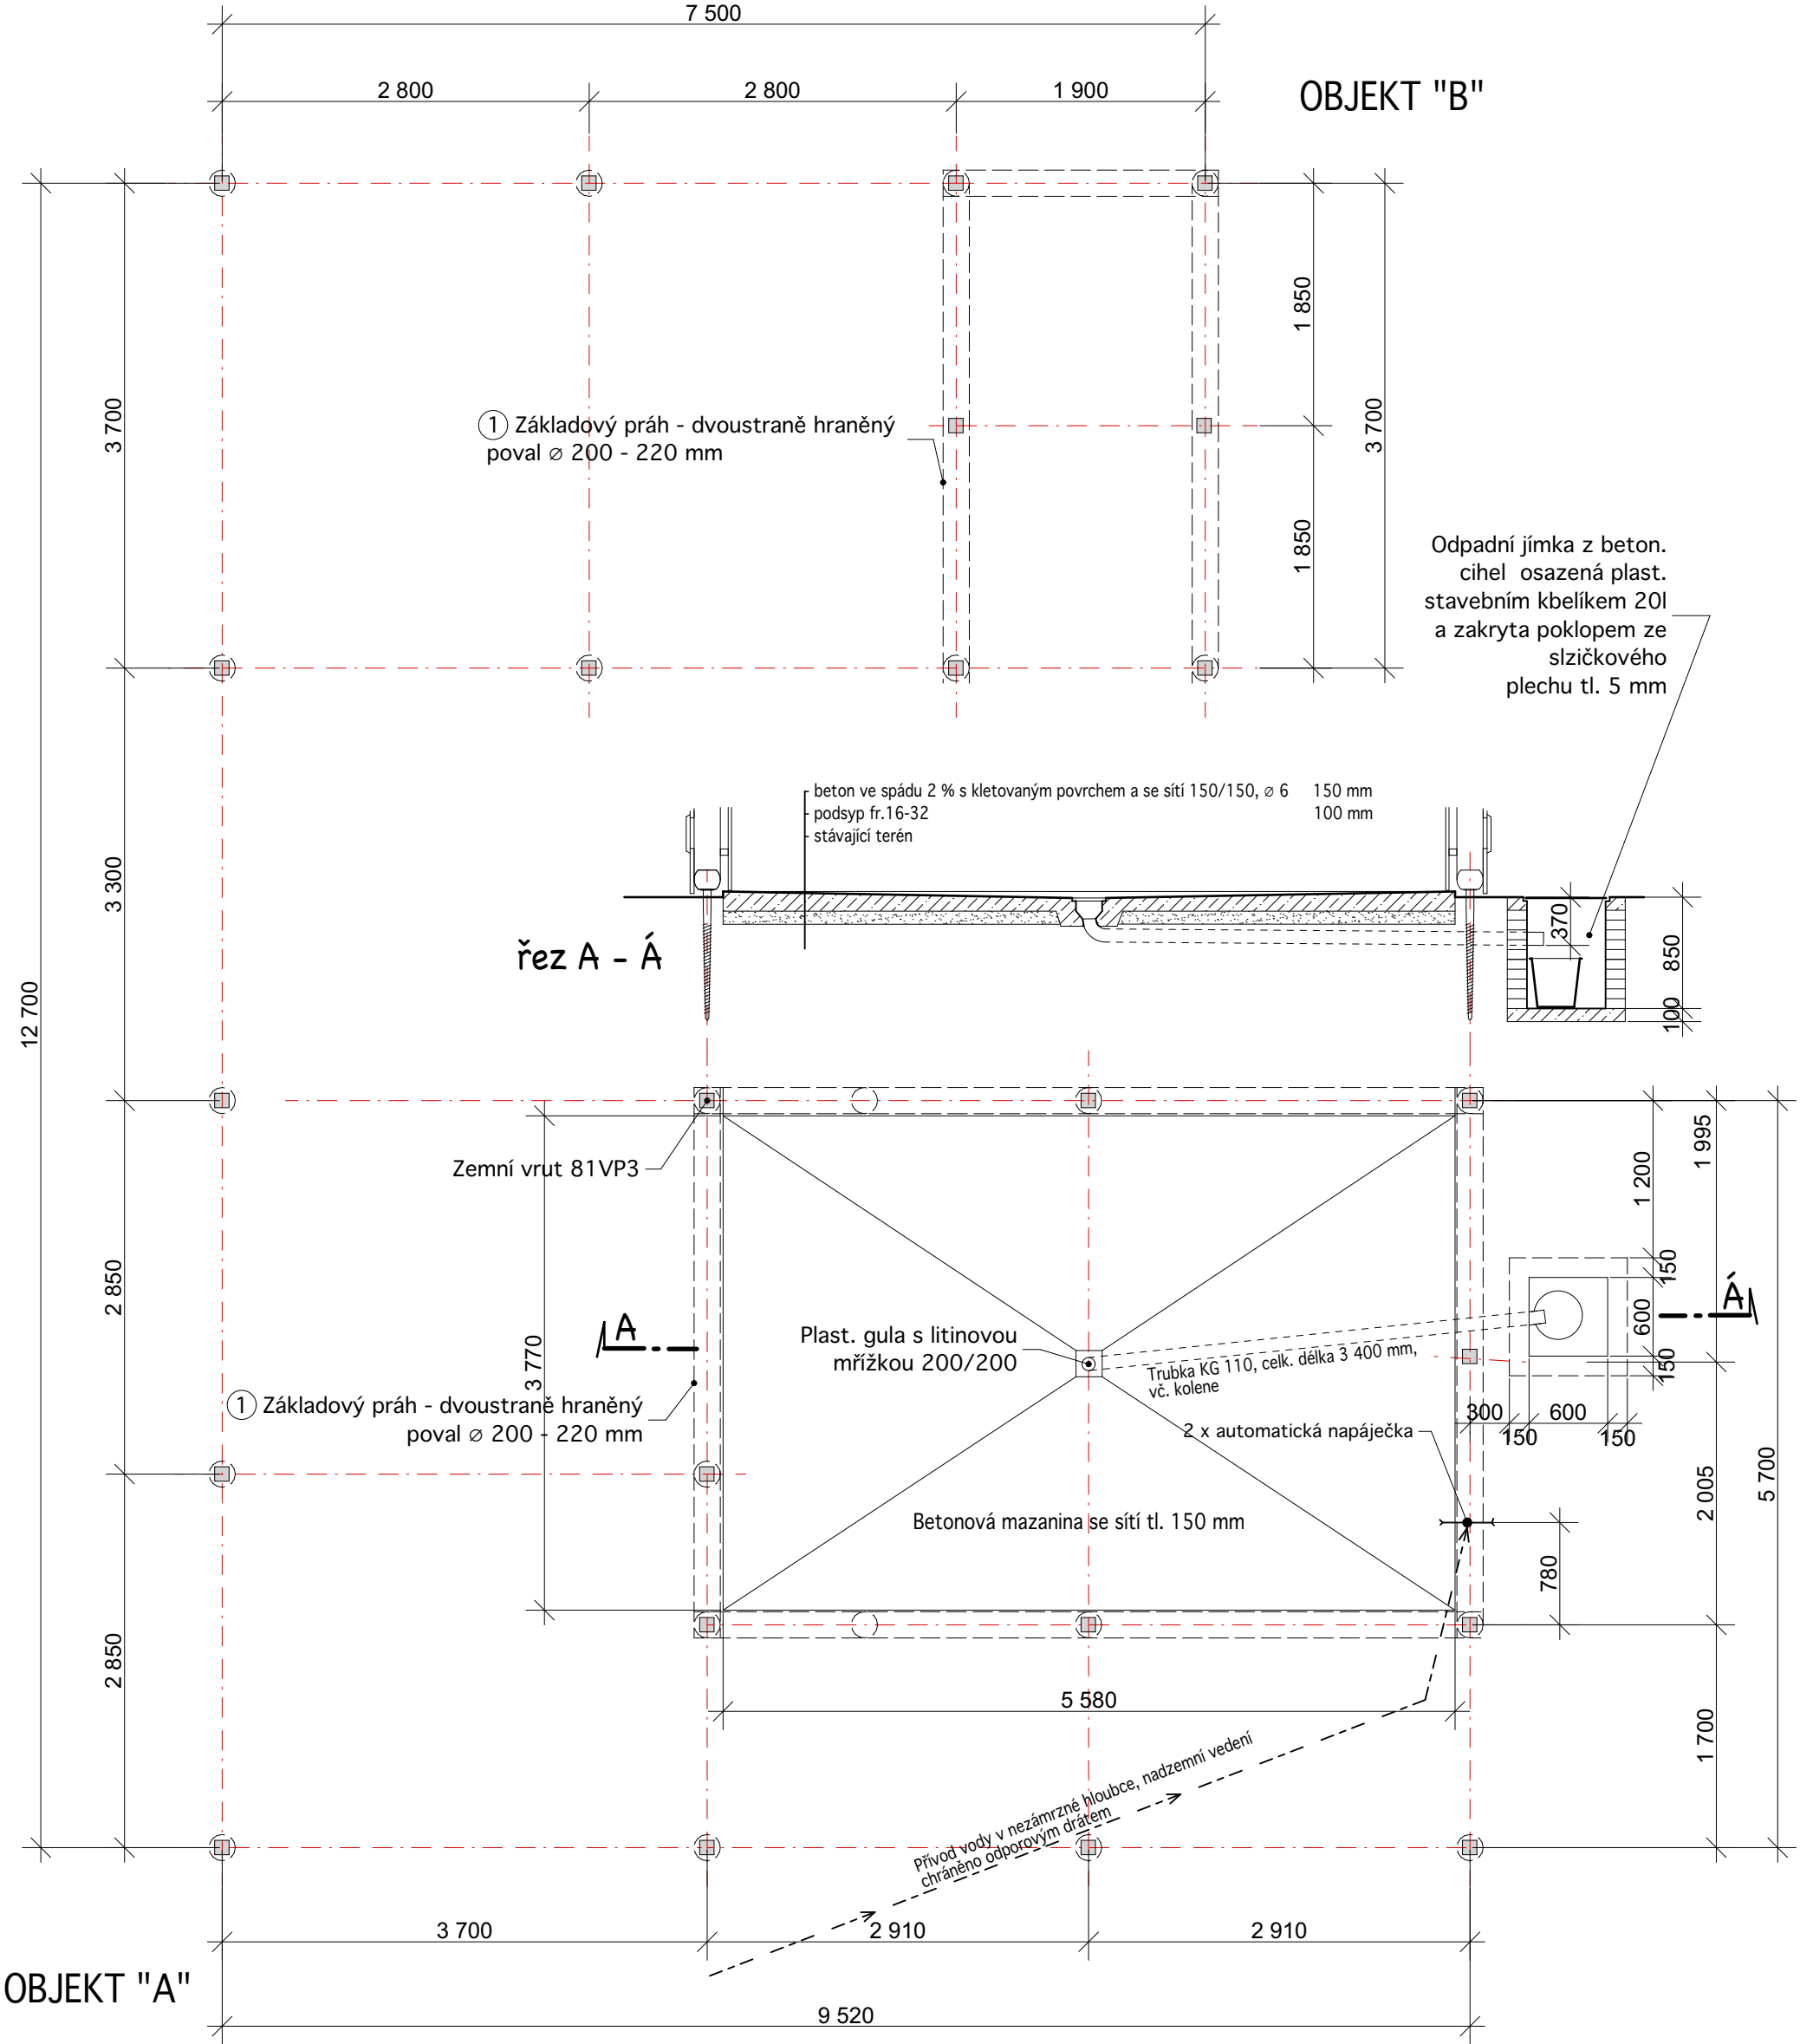 7 500
2 800
2 800
1 900
OBJEKT "B"
1 850
3 700
① Základový práh - dvoustraně hraněný
poval ⌀ 200 - 220 mm
3 700
1 850
Odpadní jímka z beton.
cihel osazená plast.
stavebním kbelíkem 20l
a zakryta poklopem ze
slzičkového
plechu tl. 5 mm
beton ve spádu 2 % s kletovaným povrchem a se sítí 150/150, ⌀ 6 150 mm
podsyp fr.16-32 100 mm
stávající terén
3 300
370
850
100
řez A - Á
12 700
1 995
1 200
Zemní vrut 81VP3
2 850
150
600
150
A
Á
3 770
Plast. gula s litinovou
mřížkou 200/200
Trubka KG 110, celk. délka 3 400 mm,
vč. kolene
① Základový práh - dvoustraně hraněný
poval ⌀ 200 - 220 mm
300
600
150
150
2 x automatická napáječka
5 700
2 005
Betonová mazanina se sítí tl. 150 mm
780
2 850
5 580
1 700
Přívod vody v nezámrzné hloubce, nadzemní vedení
chráněno odporovým drátem
3 700
2 910
2 910
OBJEKT "A"
9 520